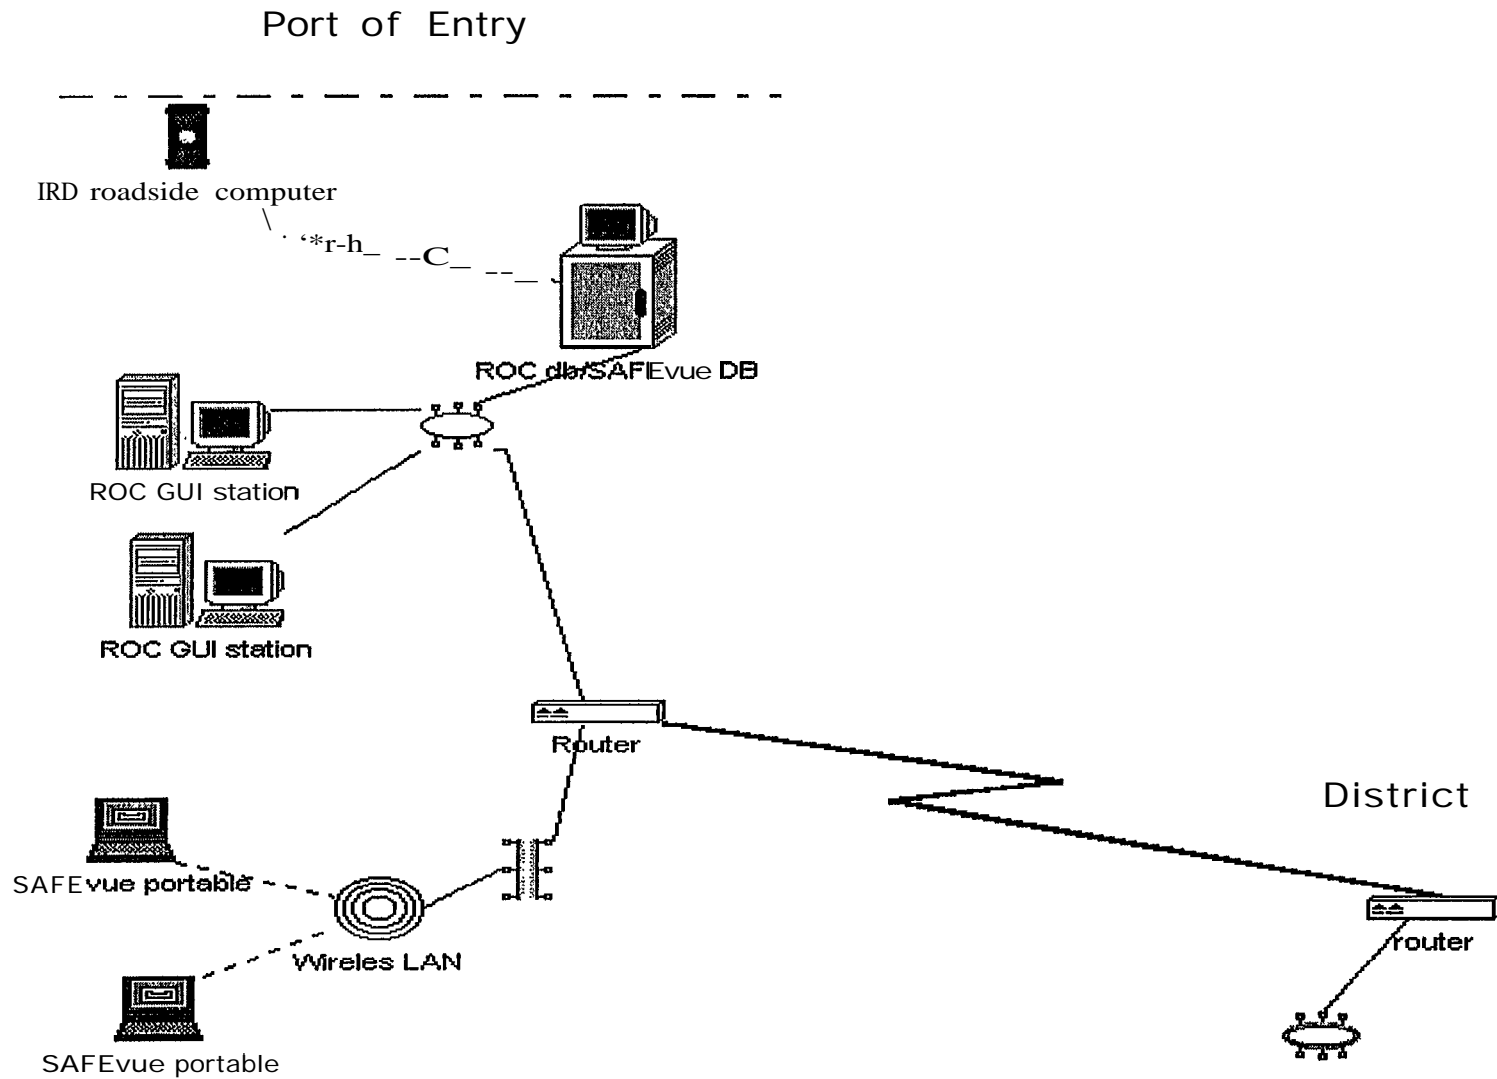 Port of Entry
IRD roadside computer
ROC db/SAFEvue DB
ROC GUI station
ROC GUI station
Router
District
SAFEvue portable
router
Wireles LAN
SAFEvue portable